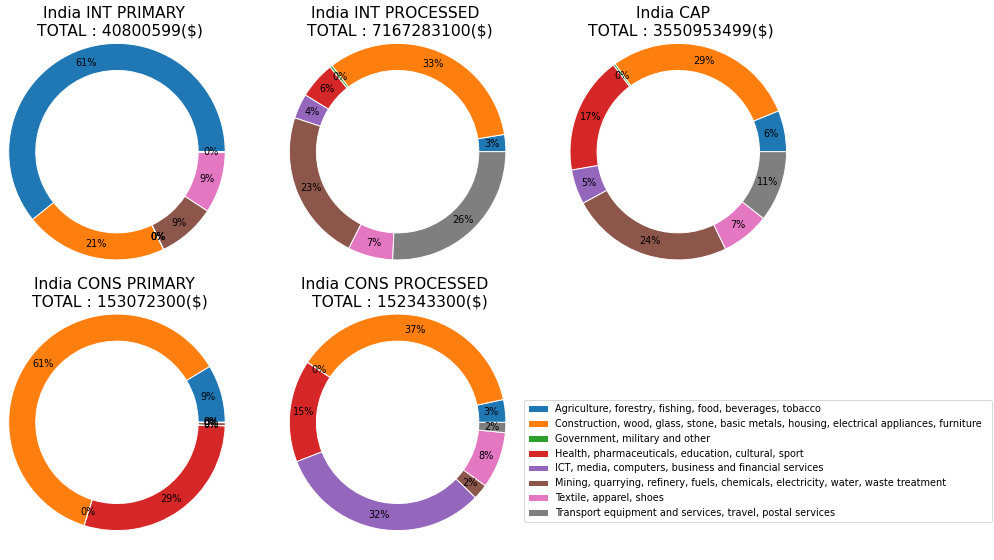 India INT PRIMARY
TOTAL : 40800599($)
61%
0%
9%
9%
0%
21%
India INT PROCESSED
TOTAL : 7167283100($)
33%
0%
6%
4%
3%
23%
26%
7%
India CAP
TOTAL : 3550953499($)
29%
0%
17%
6%
5%
11%
7%
24%
India CONS PRIMARY
TOTAL : 153072300($)
61%
9%
0%
0%
29%
0%
India CONS PROCESSED
TOTAL : 152343300($)
37%
0%
15%
3%
2%
8%
2%
32%
Agriculture, forestry, fishing, food, beverages, tobacco
Construction, wood, glass, stone, basic metals, housing, electrical appliances, furniture
Government, military and other
Health, pharmaceuticals, education, cultural, sport
ICT, media, computers, business and financial services
Mining, quarrying, refinery, fuels, chemicals, electricity, water, waste treatment
Textile, apparel, shoes
Transport equipment and services, travel, postal services